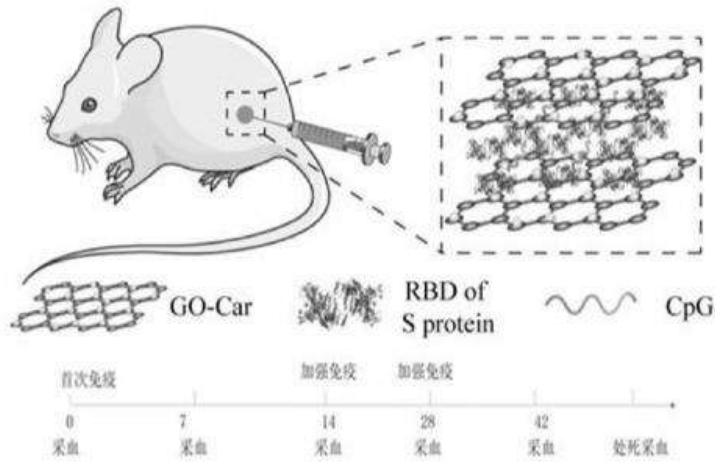 GO-Car
RBD of
S protein
CpG
首次免疫
加强免疫
加强免疫
0
7
14
28
42
采血
采血
采血
采血
采血
处死采血